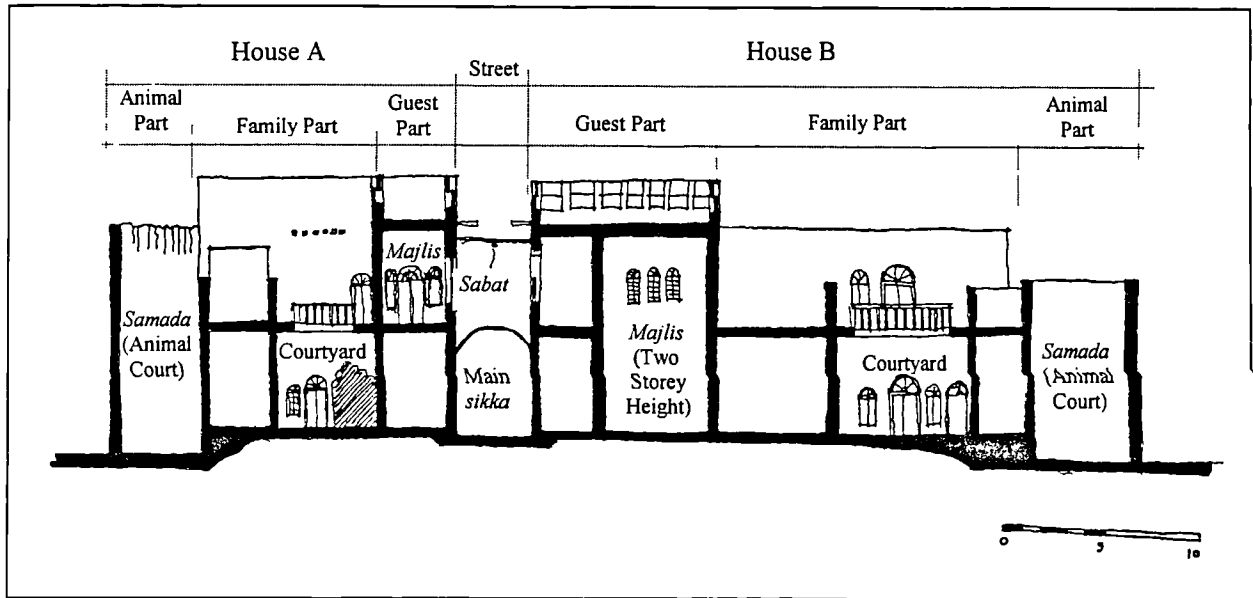 House A
Street
House B
Animal
Part
Family Part
Guest
Part
Guest Part
Family Part
Animal
Part
Majlis
Sabat
Samada
(Animal
Court)
Courtyard
Main
sikka
Majlis
(Two
Storey
Height)
Courtyard
Samada
(Animal
Court)
0 5 10